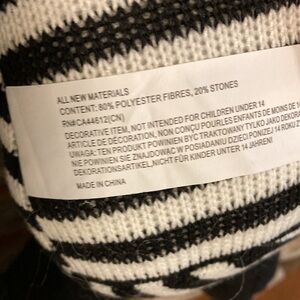 ALL NEW MATERIALS
CONTENT: 80% POLYESTER FIBRES, 20% STONES
RN#CA44612(CN)
DECORATIVE ITEM, NOT INTENDED FOR CHILDREN UNDER 14
ARTICLE DE DÉCORATION, NON CONÇU POUR LES ENFANTS DE MOINS DE 14
UWAGA: TEN PRODUKT POWINIEN BYC TRAKTOWANY TYLKO JAKO DEKORA
NIE POWINIEN SIE ZNAJDOWAC W POSIADANIU DZIECI PONIZEJ 14 ROKU Z
DEKORATIONSARTIKEL,NICHT FÜR KINDER UNTER 14 JAHREN!
MADE IN CHINA